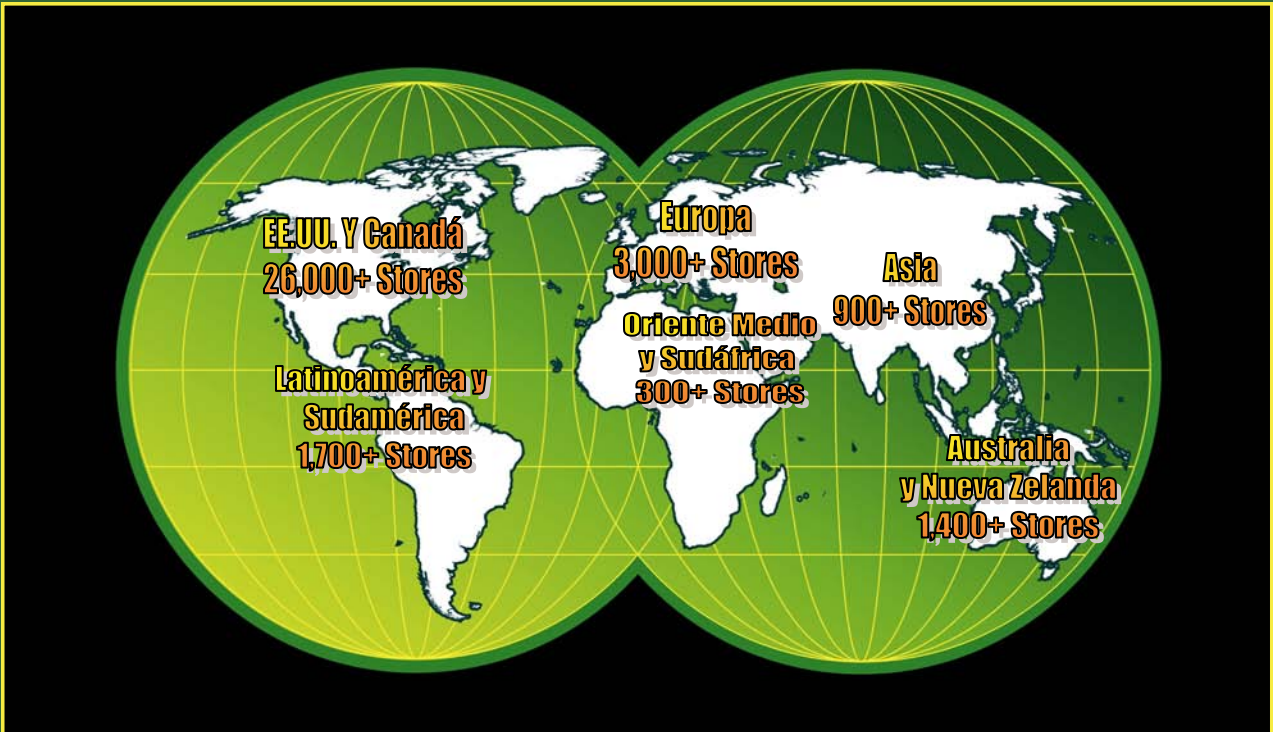 EE.UU. Y Canadá
26,000+ Stores
Europa
3,000+ Stores
Asia
900+ Stores
Oriente Medio
y Sudáfrica
300+ Stores
Latinoamérica y
Sudamérica
1,700+ Stores
Australia
y Nueva Zelanda
1,400+ Stores